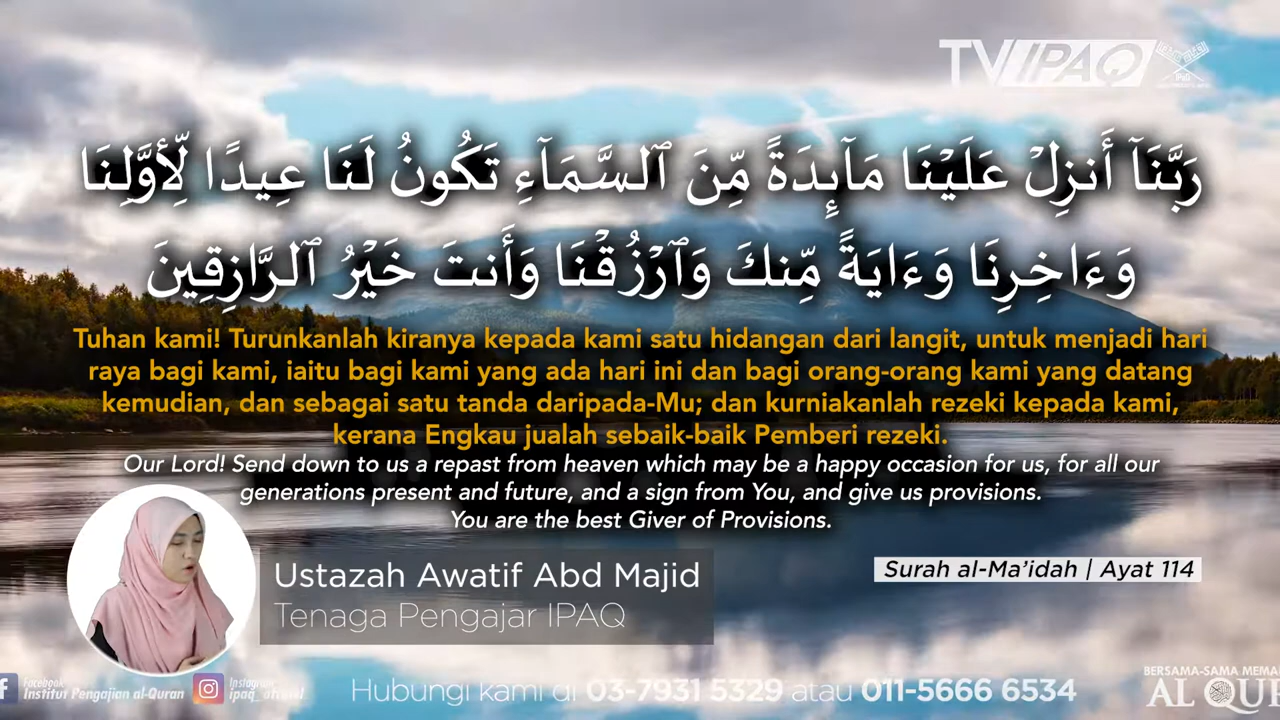 TV IPAQ
رَبَّنَآ أَنزِلۡ عَلَيۡنَا مَآئِدَةً مِّنَ ٱلسَّمَآءِ تَكُونُ لَنَا عِيدًا لِّأَوَّلِنَا
وَءَاخِرِنَا وَءَايَةً مِّنكَ وَٱرۡزُقۡنَا وَأَنتَ خَيۡرُ ٱلرَّازِقِينَ
Tuhan kami! Turunkanlah kiranya kepada kami satu hidangan dari langit, untuk menjadi hari
raya bagi kami, iaitu bagi kami yang ada hari ini dan bagi orang-orang kami yang datang
kemudian, dan sebagai satu tanda daripada-Mu; dan kurniakanlah rezeki kepada kami,
kerana Engkau jualah sebaik-baik Pemberi rezeki.
Our Lord! Send down to us a repast from heaven which may be a happy occasion for us, for all our
generations present and future, and a sign from You, and give us provisions.
You are the best Giver of Provisions.
Surah al-Ma'idah | Ayat 114
Ustazah Awatif Abd Majid
Tenaga Pengajar IPAQ
Facebook
Institut Pengajian al-Quran
Instagram
Hubungi kami di 03-7931 5329 atau 011-5666 6534
BERSAMA-SAMA